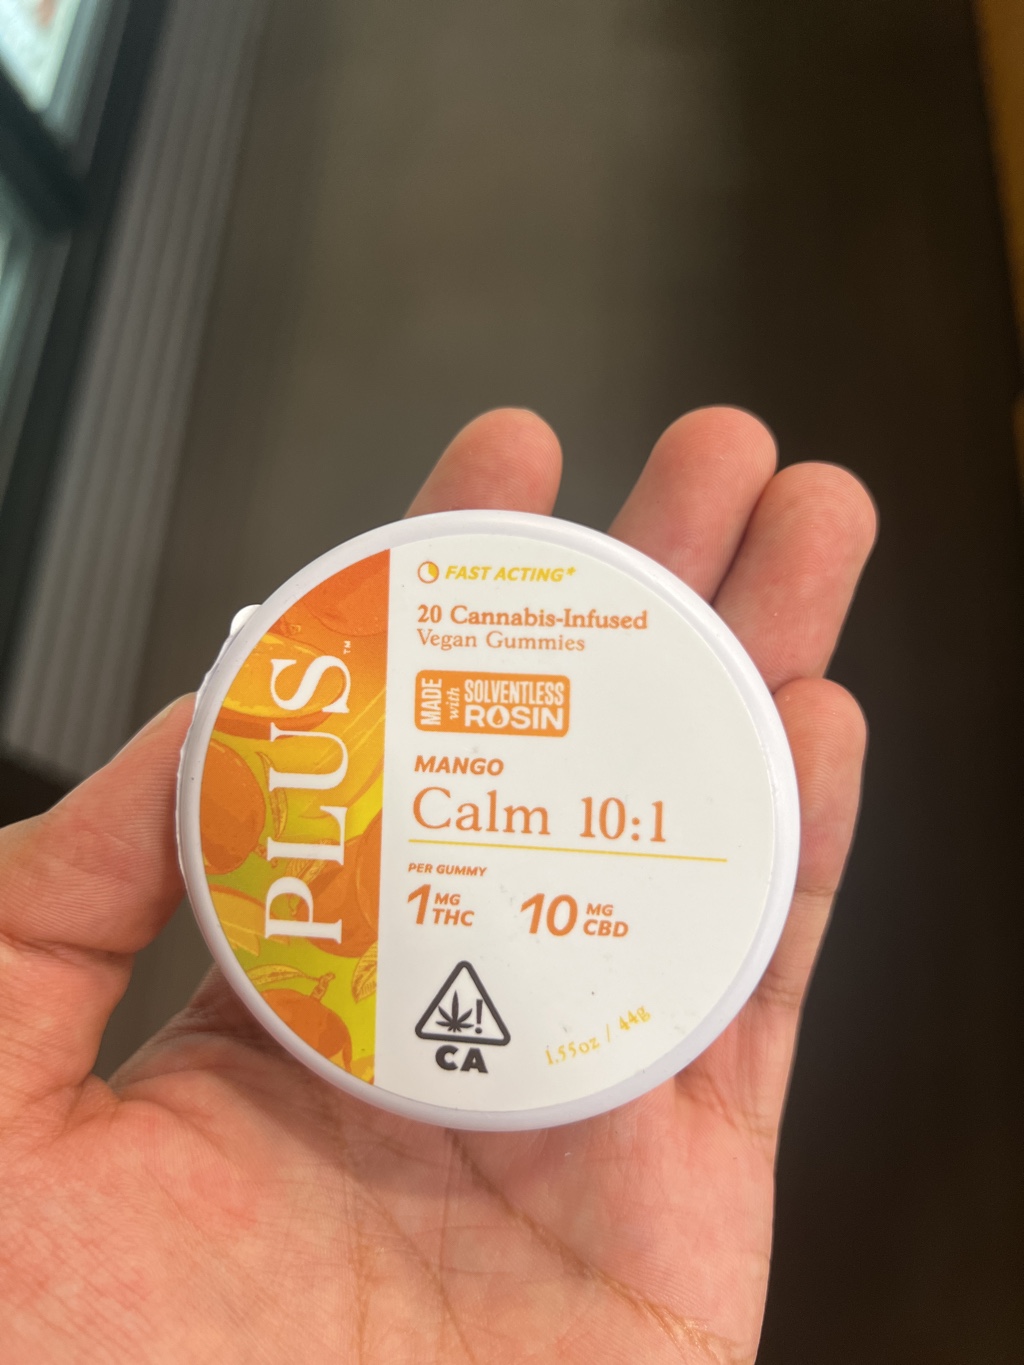 FAST ACTING*
20 Cannabis-Infused
Vegan Gummies
MADE with SOLVENTLESS ROSIN
MANGO
Calm 10:1
PER GUMMY
1 MG THC 10 MG CBD
CA
1.55oz / 44g
PLUS™